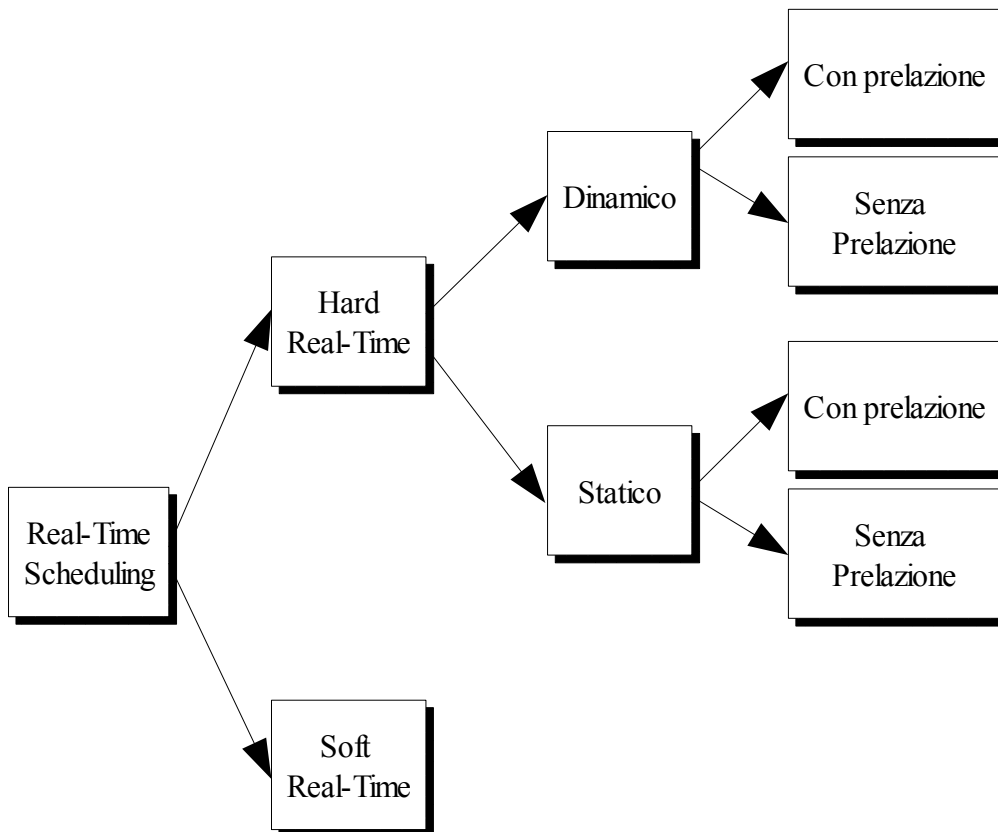 Con prelazione
Dinamico
Senza
Prelazione
Hard
Real-Time
Con prelazione
Statico
Real-Time
Scheduling
Senza
Prelazione
Soft
Real-Time